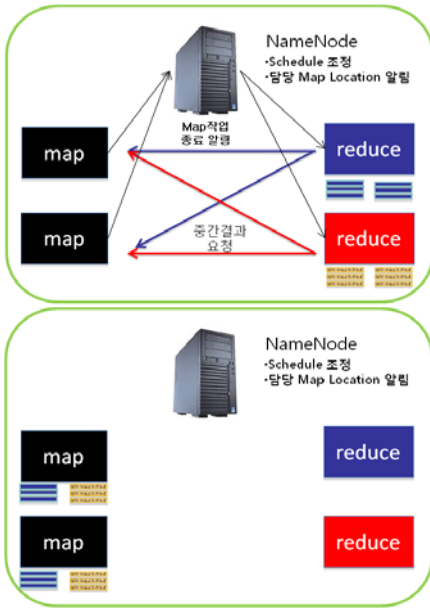 NameNode
·Schedule 조정
·담당 Map Location 알림
Map작업
종료 알령
map
reduce
map
중간결과
요청
reduce
NameNode
·Schedule 조정
·담당 Map Location 알림
map
reduce
map
reduce